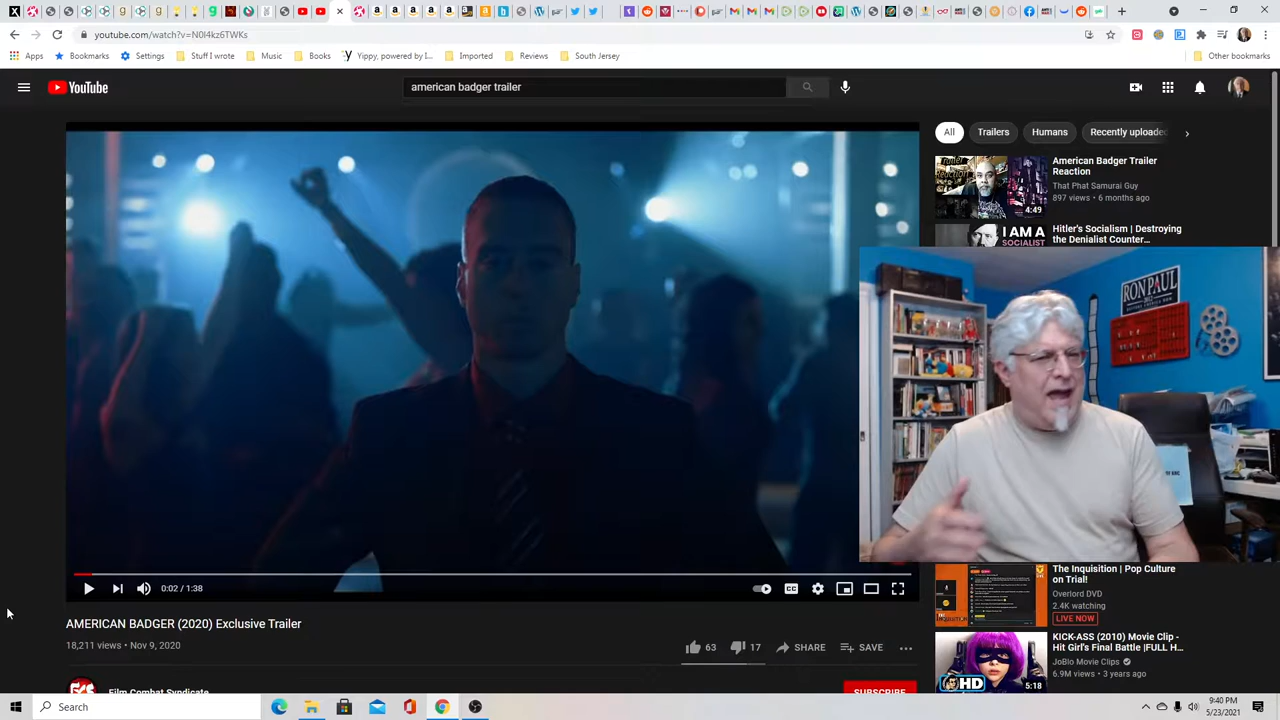 youtube.com/watch?v=N0l4kz6TWKs
Apps
Bookmarks
Settings
Stuff I wrote
Music
Books
Yippy, powered by I...
Imported
Reviews
South Jersey
Other bookmarks
YouTube
american badger trailer
All
Trailers
Humans
Recently uploaded
American Badger Trailer
Reaction
That Phat Samurai Guy
897 views • 6 months ago
4:49
I AM A
SOCIALIST
Hitler's Socialism | Destroying
the Denialist Counter...
RON PAUL
0:02 / 1:38
AMERICAN BADGER (2020) Exclusive Trailer
18,211 views • Nov 9, 2020
63
17
SHARE
SAVE
Film Combat Syndicate
SUBSCRIBE
The Inquisition | Pop Culture
on Trial!
Overlord DVD
2.4K watching
LIVE NOW
KICK-ASS (2010) Movie Clip -
Hit Girl's Final Battle |FULL H...
JoBlo Movie Clips
6.9M views • 3 years ago
HD
5:18
Search
9:40 PM
5/23/2021